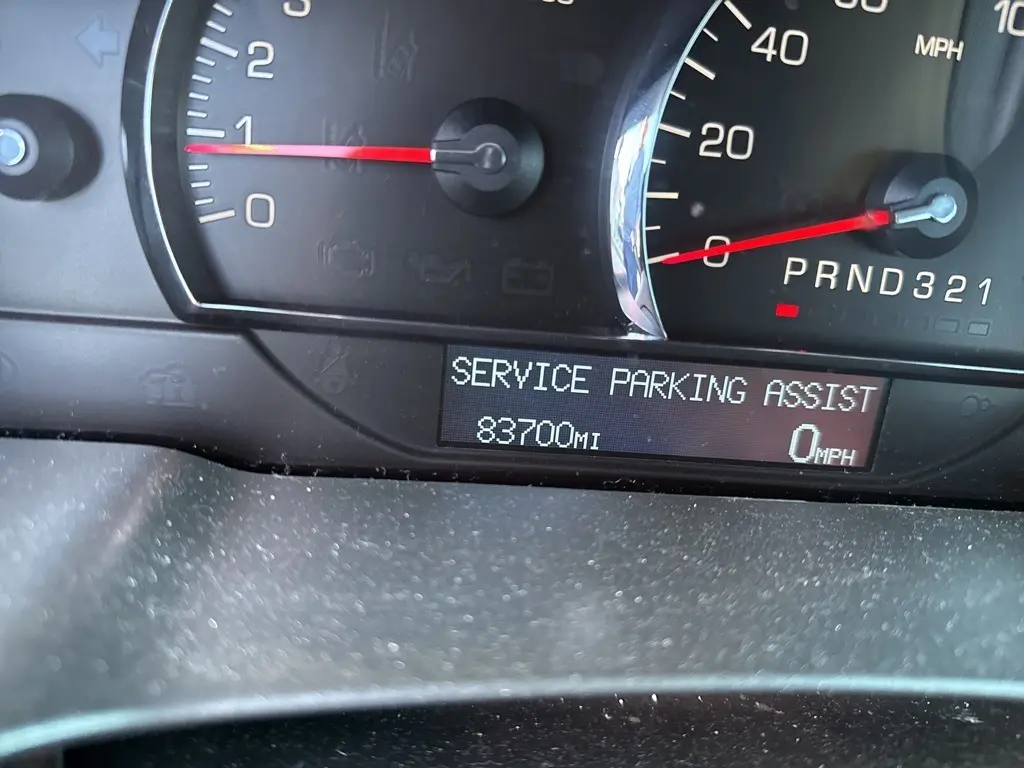 2
1
0
40
MPH
20
0
PRND321
SERVICE PARKING ASSIST
83700MI
0MPH